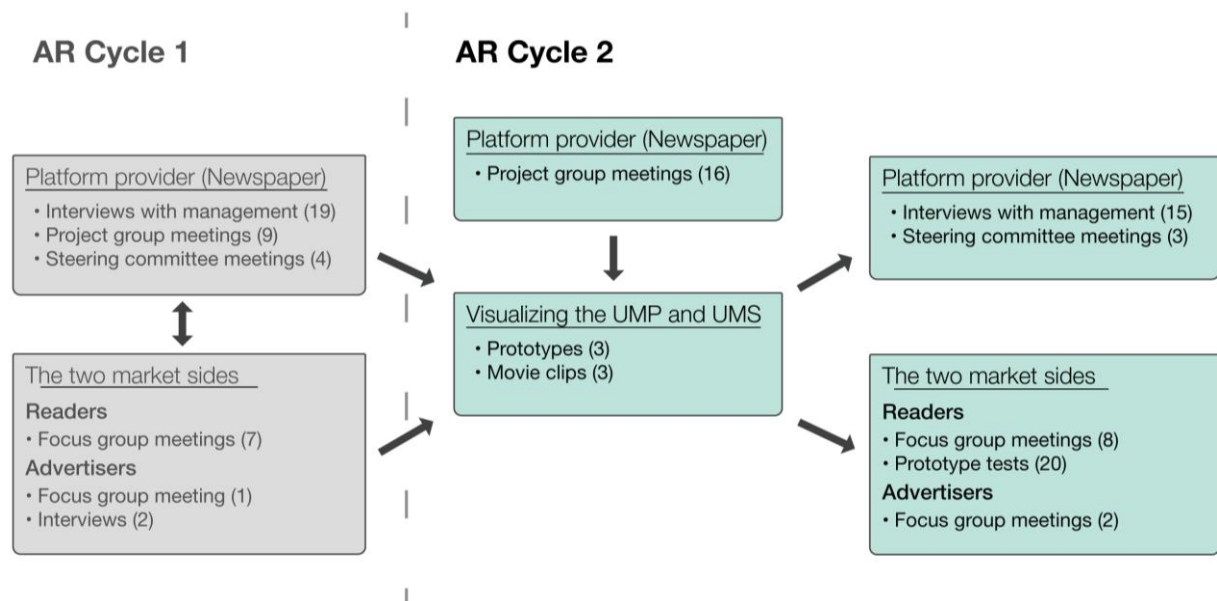 AR Cycle 1
Platform provider (Newspaper)
• Interviews with management (19)
• Project group meetings (9)
• Steering committee meetings (4)
The two market sides
Readers
• Focus group meetings (7)
Advertisers
• Focus group meeting (1)
• Interviews (2)
AR Cycle 2
Platform provider (Newspaper)
• Project group meetings (16)
Visualizing the UMP and UMS
• Prototypes (3)
• Movie clips (3)
Platform provider (Newspaper)
• Interviews with management (15)
• Steering committee meetings (3)
The two market sides
Readers
• Focus group meetings (8)
• Prototype tests (20)
Advertisers
• Focus group meetings (2)